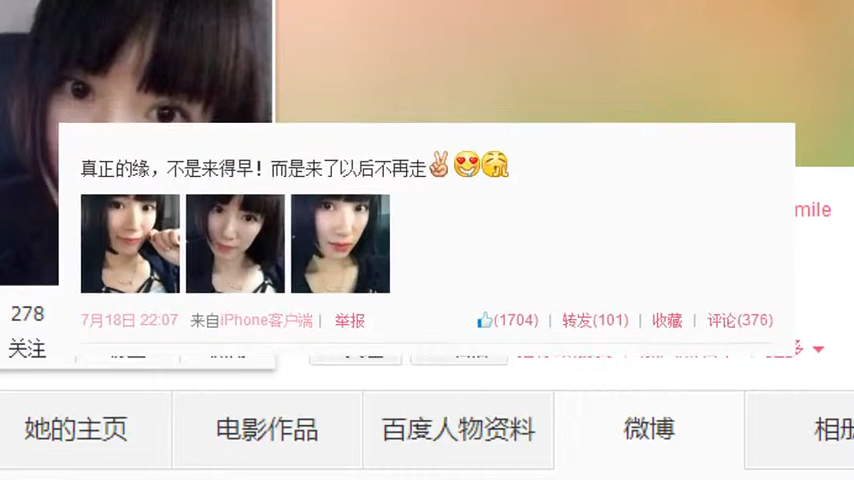 真正的缘，不是来得早！而是来了以后不再走
mile
7月18日 22:07 来自iPhone客户端| 举报 (1704) | 转发(101) | 收藏 | 评论(376)
278
关注
她的主页 电影作品 百度人物资料 微博 相册